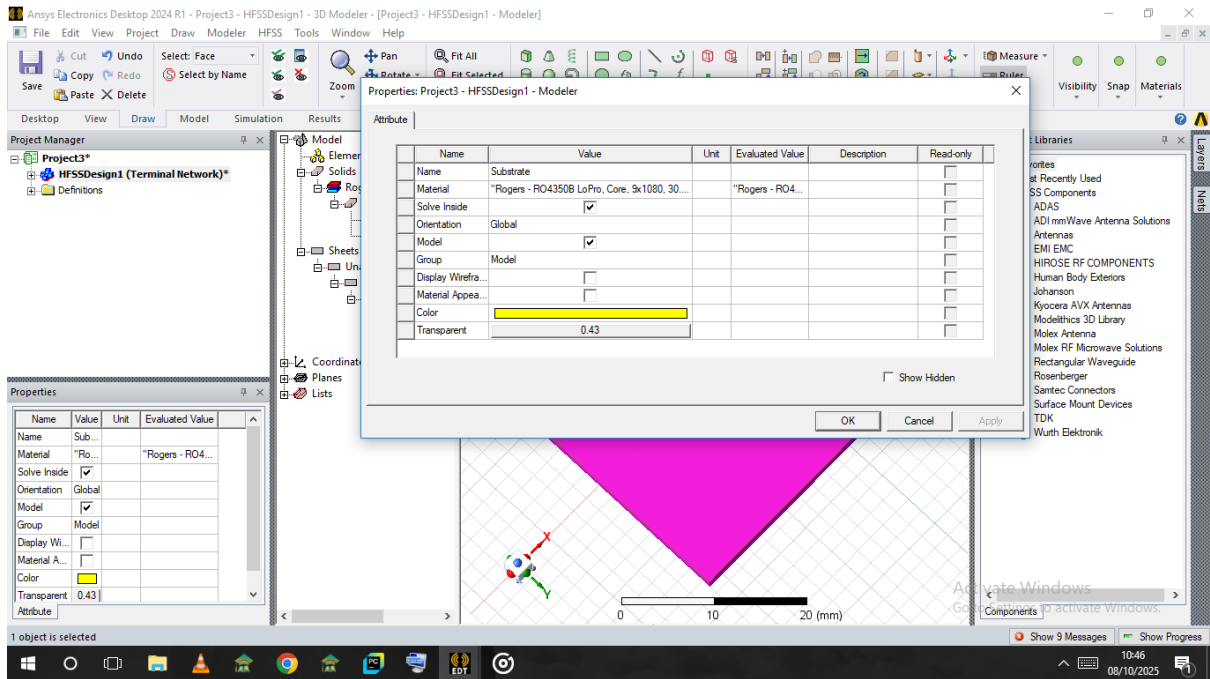 Ansys Electronics Desktop 2024 R1 - Project3 - HFSSDesign1 - 3D Modeler - [Project3 - HFSSDesign1 - Modeler]
File Edit View Project Draw Modeler HFSS Tools Window Help
Save
Cut
Copy
Paste
Undo
Redo
Delete
Select: Face
Select by Name
Zoom
Pan
Rotate
Fit All
Fit Selected
Measure
Ruler
Visibility
Snap
Materials
Desktop View Draw Model Simulation Results
Project Manager
Project3*
HFSSDesign1 (Terminal Network)*
Definitions
Model
Solids
Sheets
Planes
Lists
Properties: Project3 - HFSSDesign1 - Modeler
Attribute
Name Value Unit Evaluated Value Description Read-only
Name Substrate
Material "Rogers - RO4350B LoPro, Core, 9x1080, 30.... "Rogers - RO4...
Solve Inside
Orientation Global
Model
Group Model
Display Wirefra...
Material Appea...
Color
Transparent 0.43
Show Hidden
OK Cancel Apply
Libraries
Layers
Nets
ADAS
ADI mmWave Antenna Solutions
Antennas
EMI EMC
HIROSE RF COMPONENTS
Human Body Exteriors
Johanson
Kyocera AVX Antennas
Modelithics 3D Library
Molex Antenna
Molex RF Microwave Solutions
Rectangular Waveguide
Rosenberger
Samtec Connectors
Surface Mount Devices
TDK
Wurth Elektronik
Components
Properties
Name Value Unit Evaluated Value
Name Sub...
Material "Ro... "Rogers - RO4...
Solve Inside
Orientation Global
Model
Group Model
Display Wi...
Material A...
Color
Transparent 0.43
Attribute
X
Y
0 10 20 (mm)
Activate Windows
Go to Settings to activate Windows.
1 object is selected
Show 9 Messages Show Progress
PC
EDT
10:46
08/10/2025
1